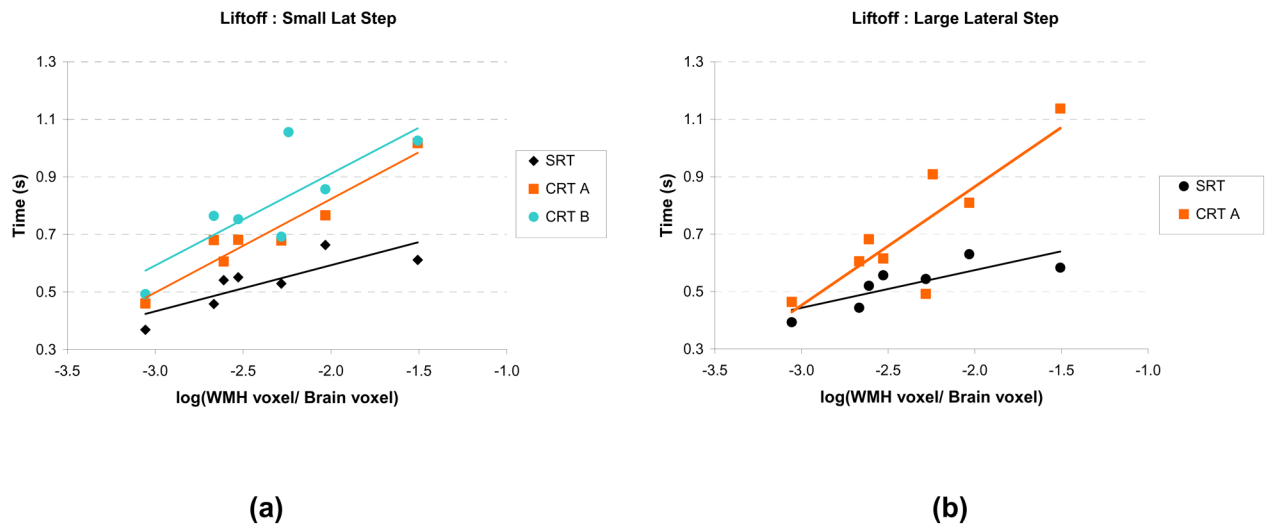 Liftoff : Small Lat Step
1.3
1.1
0.9
0.7
0.5
0.3
Time (s)
-3.5 -3.0 -2.5 -2.0 -1.5 -1.0
log(WMH voxel/ Brain voxel)
SRT
CRT A
CRT B
(a)
Liftoff : Large Lateral Step
1.3
1.1
0.9
0.7
0.5
0.3
Time (s)
-3.5 -3.0 -2.5 -2.0 -1.5 -1.0
log(WMH voxel/ Brain voxel)
SRT
CRT A
(b)